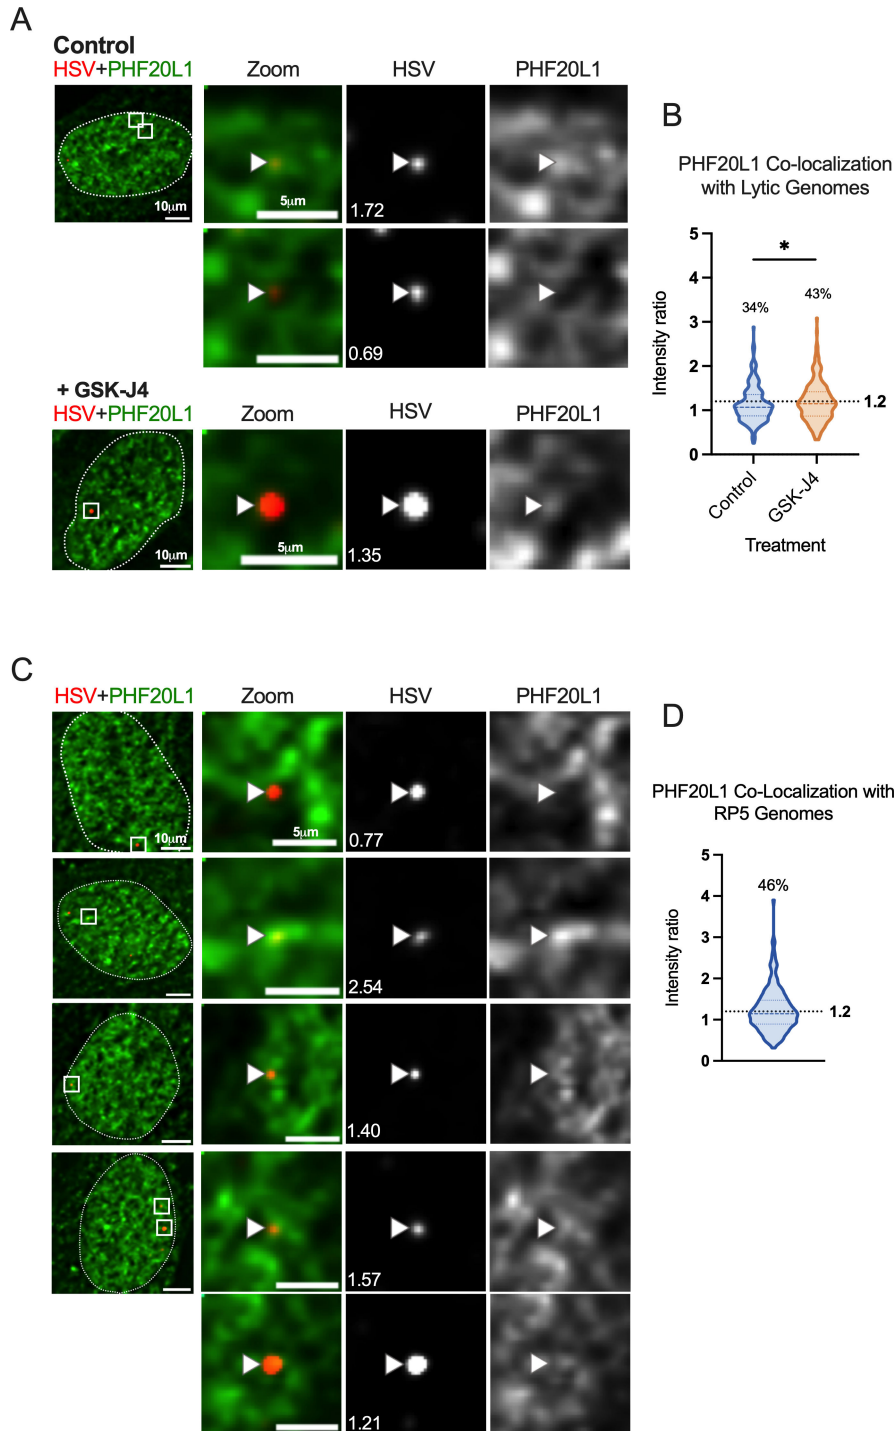 A
Control
HSV+PHF20L1
Zoom
HSV
PHF20L1
10μm
5μm
1.72
0.69
+ GSK-J4
HSV+PHF20L1
Zoom
HSV
PHF20L1
10μm
5μm
1.35
B
PHF20L1 Co-localization
with Lytic Genomes
Intensity ratio
5
4
3
2
1
0
34%
*
43%
1.2
Control
GSK-J4
Treatment
C
HSV+PHF20L1
Zoom
HSV
PHF20L1
10μm
5μm
0.77
2.54
1.40
1.57
1.21
D
PHF20L1 Co-Localization with
RP5 Genomes
Intensity ratio
5
4
3
2
1
0
46%
1.2